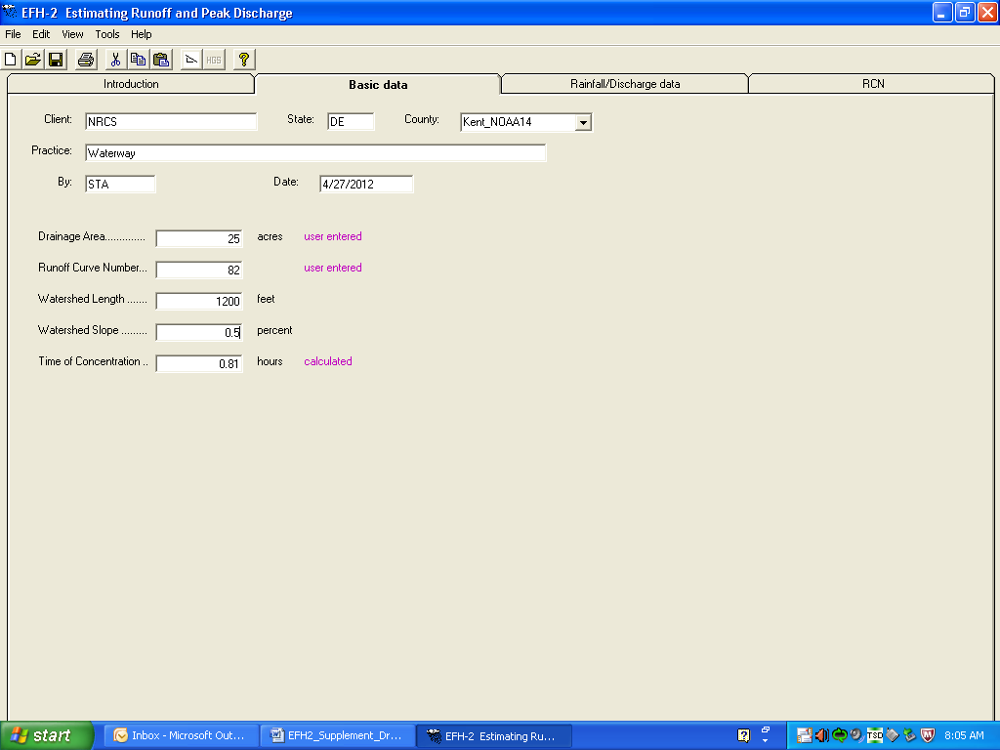 EFH-2 Estimating Runoff and Peak Discharge
File Edit View Tools Help
HGS
Introduction Basic data Rainfall/Discharge data RCN
Client: NRCS State: DE County: Kent_NOAA14
Practice: Waterway
By: STA Date: 4/27/2012
Drainage Area.............. 25 acres user entered
Runoff Curve Number... 82 user entered
Watershed Length ....... 1200 feet
Watershed Slope ......... 0.5 percent
Time of Concentration .. 0.81 hours calculated
start Inbox - Microsoft Out... EFH2_Supplement_Dr... EFH-2 Estimating Ru... TSD 8:05 AM